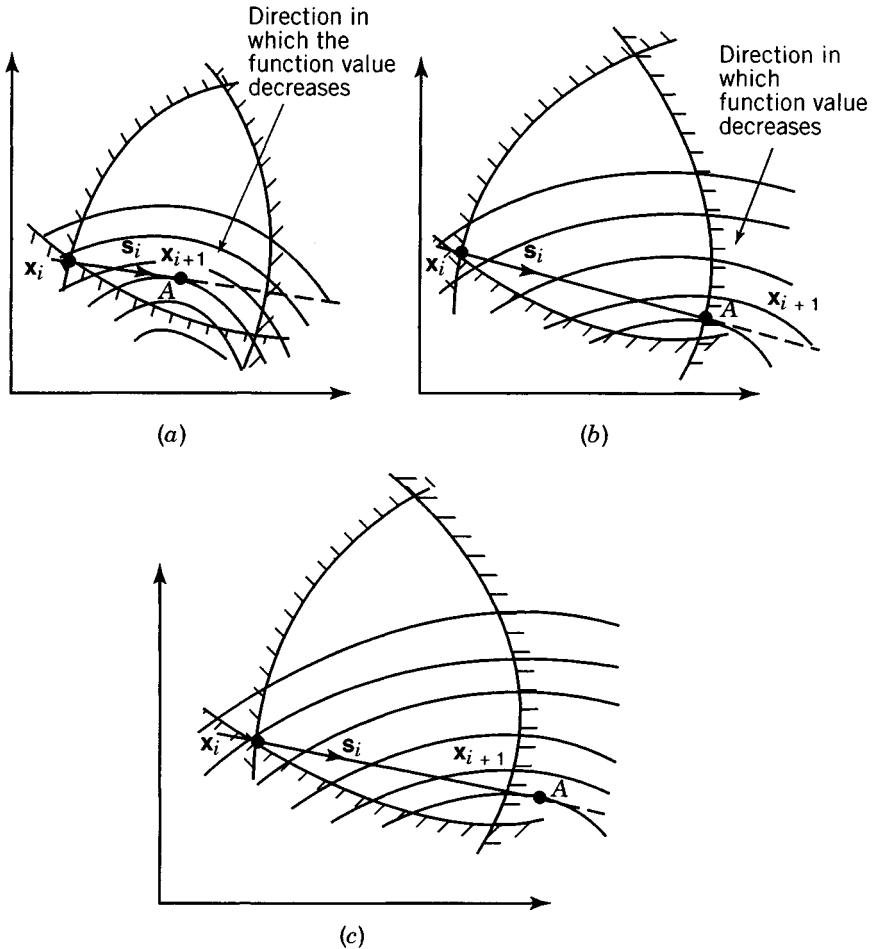 Direction in
which the
function value
decreases
x_i
s_i
x_{i+1}
A
(a)
Direction in
which
function value
decreases
x_i
s_i
x_{i + 1}
A
(b)
x_i
s_i
x_{i + 1}
A
(c)